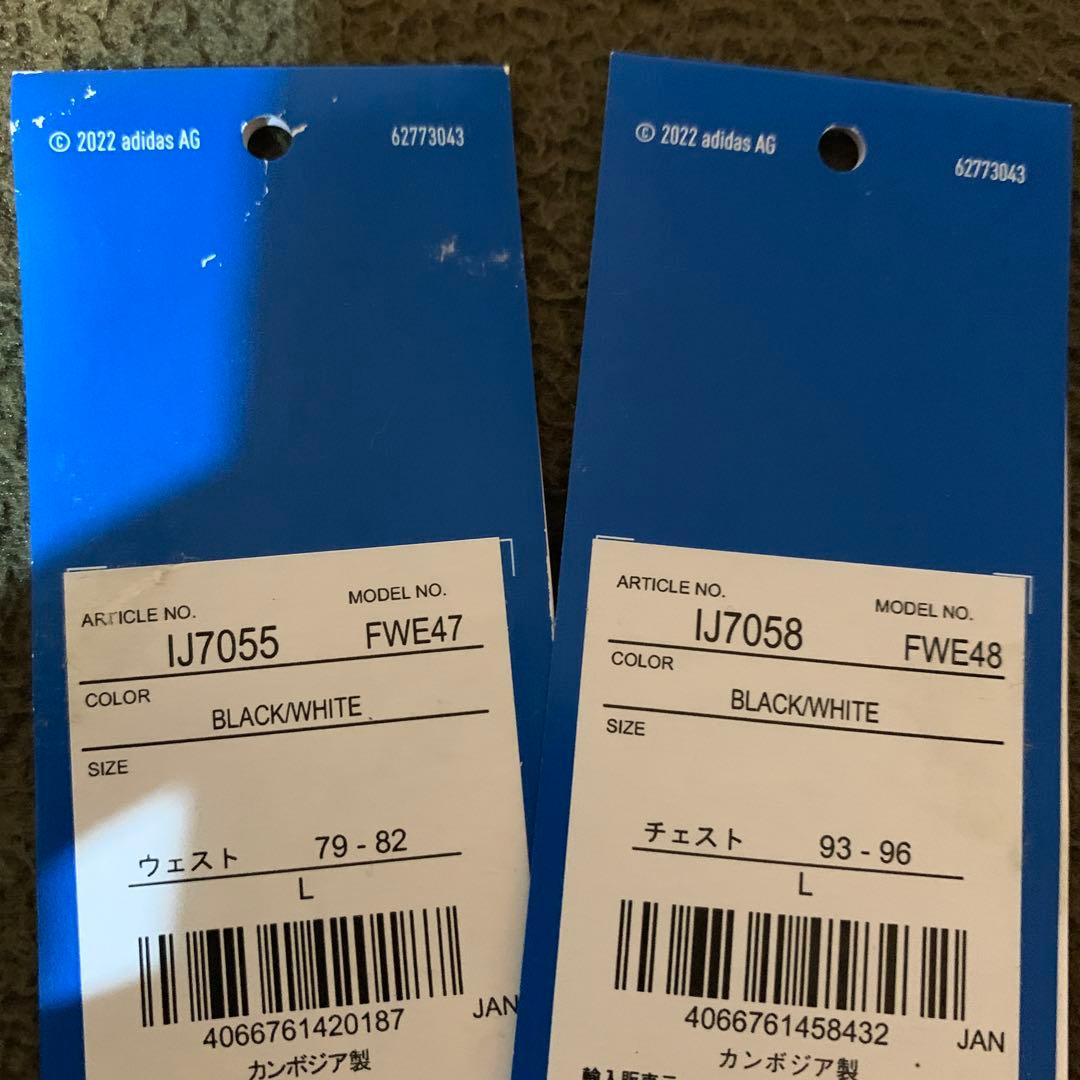 © 2022 adidas AG 62773043
ARTICLE NO. MODEL NO.
IJ7055 FWE47
COLOR
BLACK/WHITE
SIZE
ウェスト 79 - 82
L
4066761420187 JAN
カンボジア製
© 2022 adidas AG 62773043
ARTICLE NO. MODEL NO.
IJ7058 FWE48
COLOR
BLACK/WHITE
SIZE
チェスト 93 - 96
L
4066761458432 JAN
カンボジア製